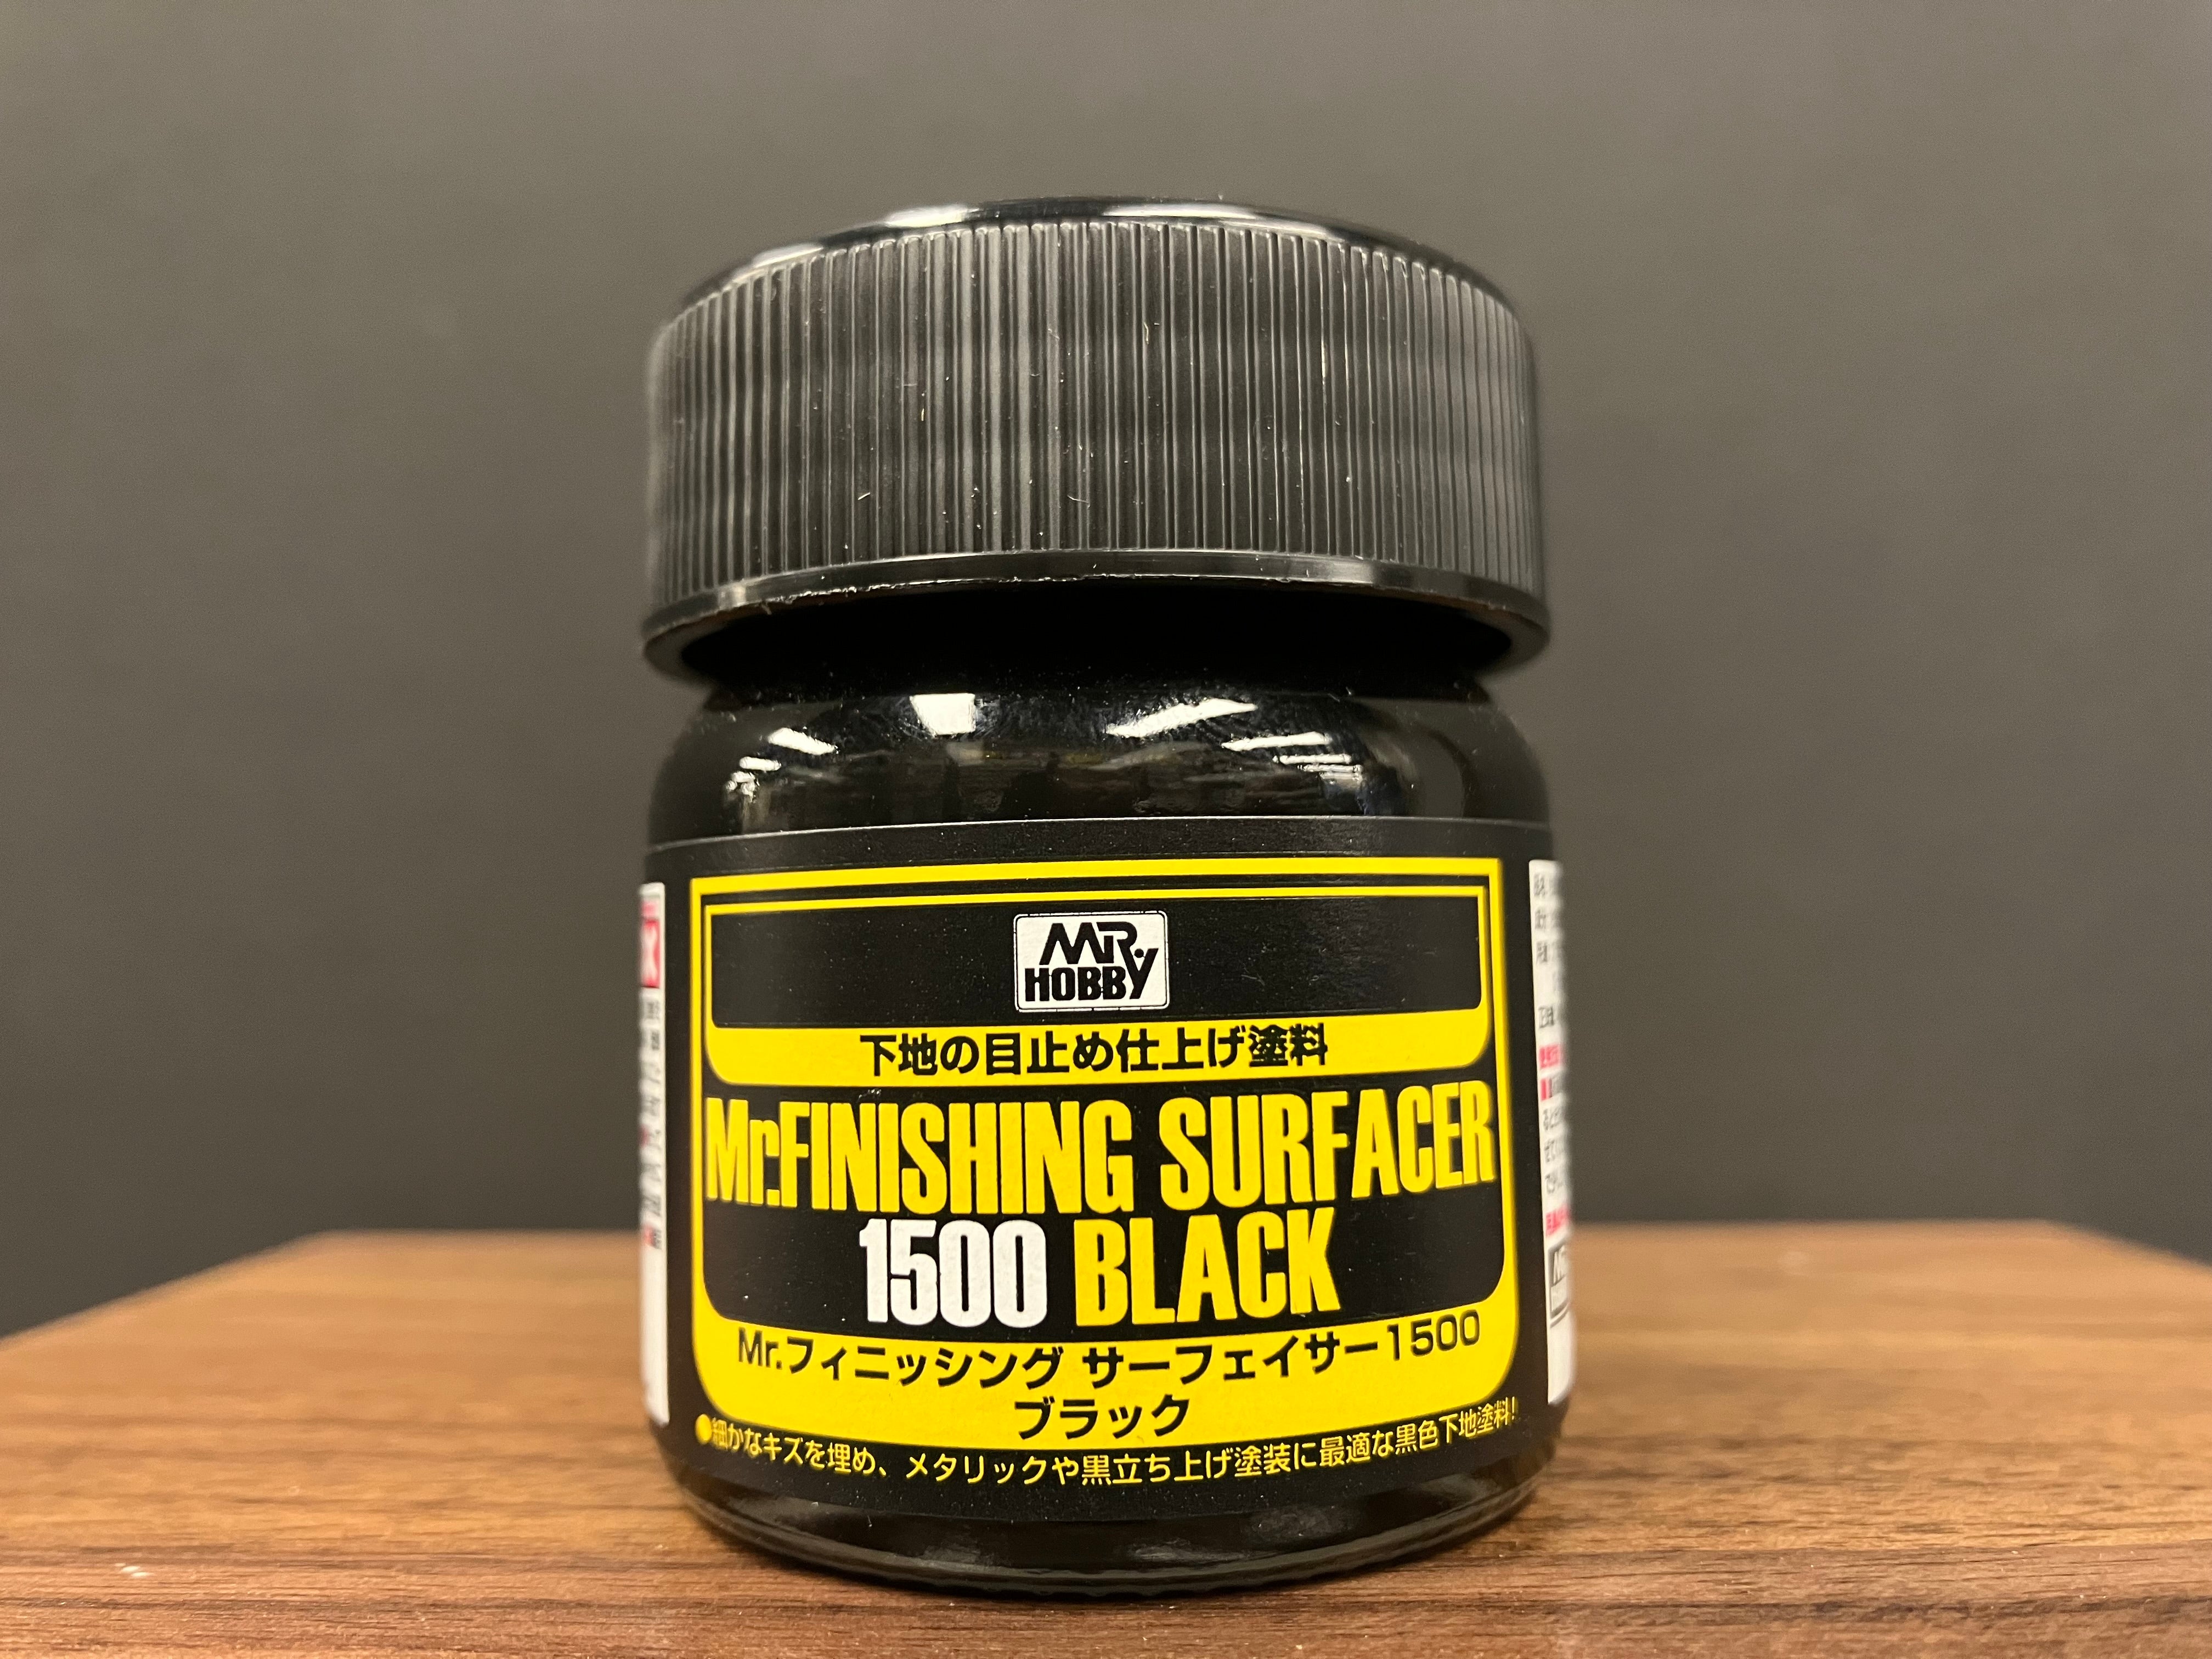 MR.
HOBBY
下地の目止め仕上げ塗料
Mr.FINISHING SURFACER
1500 BLACK
Mr.フィニッシング サーフェイサー1500
ブラック
●細かなキズを埋め、メタリックや黒立ち上げ塗装に最適な黒色下地塗料!